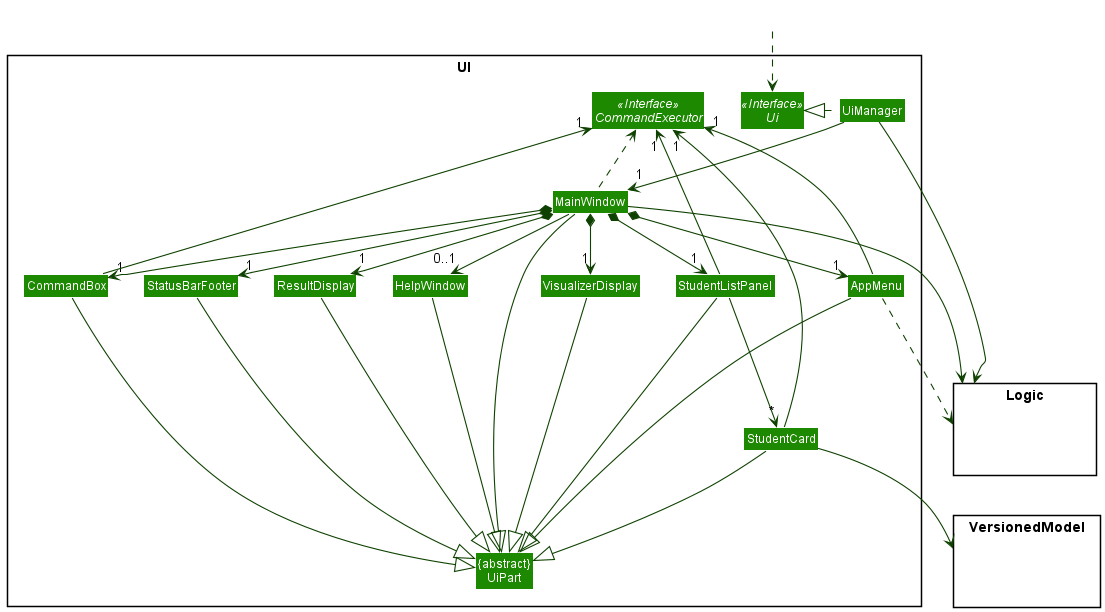 UI
«Interface»
CommandExecutor
«Interface»
Ui
UiManager
1
1
1
1
1
MainWindow
1
1
1
0..1
1
1
1
CommandBox
StatusBarFooter
ResultDisplay
HelpWindow
VisualizerDisplay
StudentListPanel
AppMenu
Logic
*
StudentCard
VersionedModel
{abstract}
UiPart